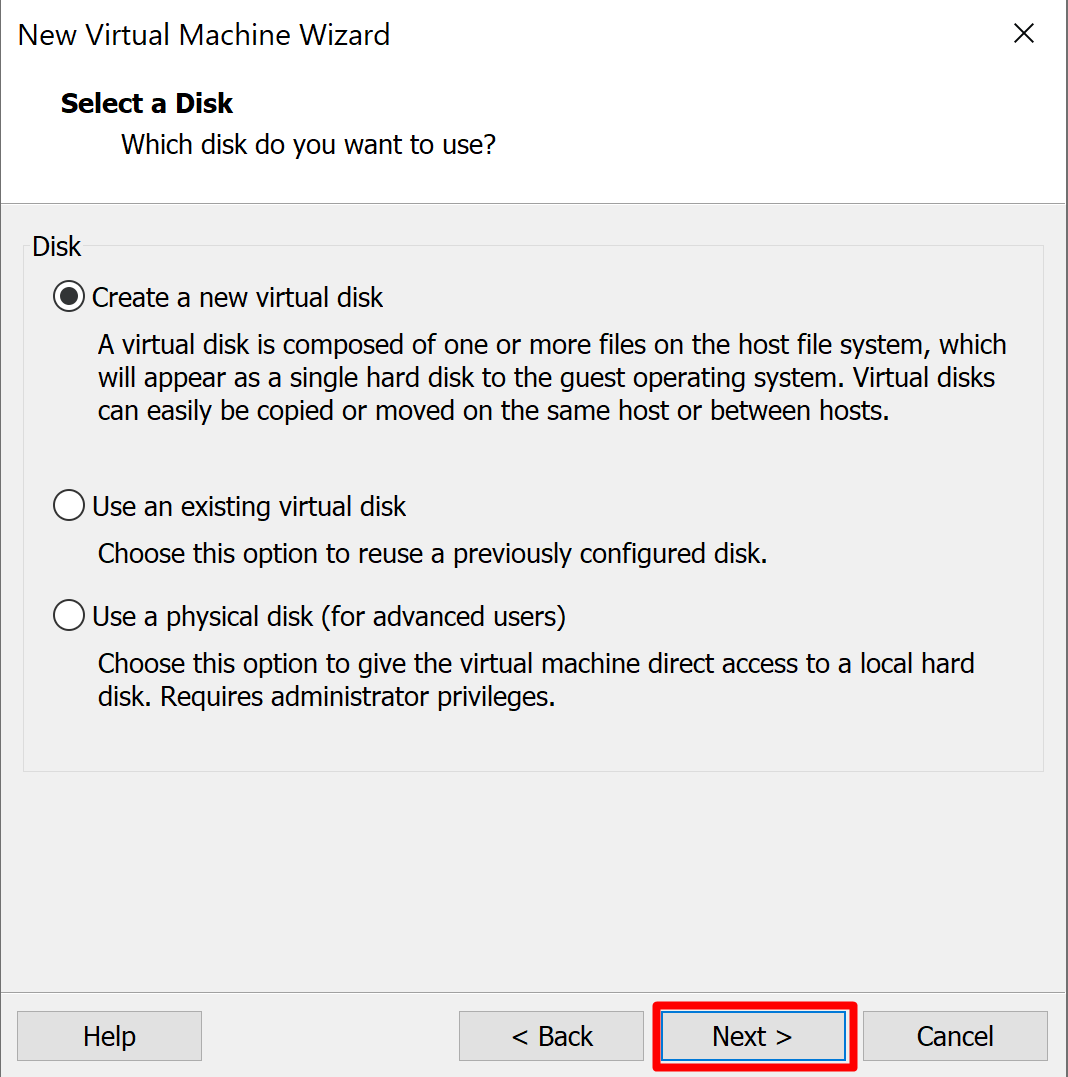 New Virtual Machine Wizard
Select a Disk
Which disk do you want to use?
Disk
Create a new virtual disk
A virtual disk is composed of one or more files on the host file system, which
will appear as a single hard disk to the guest operating system. Virtual disks
can easily be copied or moved on the same host or between hosts.
Use an existing virtual disk
Choose this option to reuse a previously configured disk.
Use a physical disk (for advanced users)
Choose this option to give the virtual machine direct access to a local hard
disk. Requires administrator privileges.
Help
< Back
Next >
Cancel